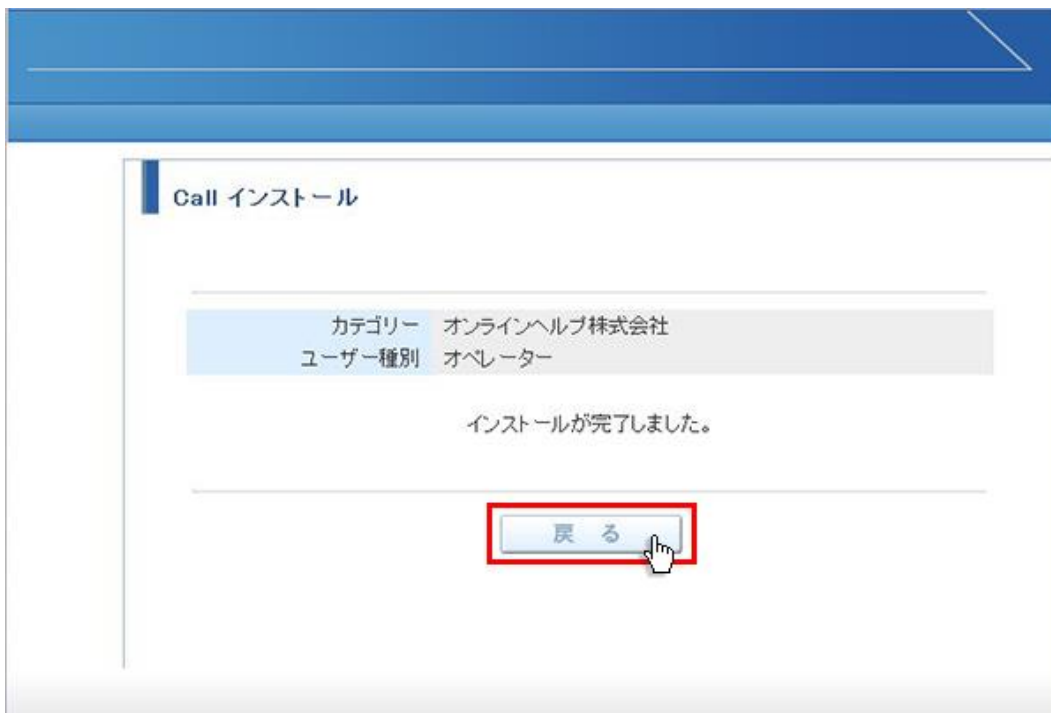 Call インストール
カテゴリー オンラインヘルプ株式会社
ユーザー種別 オペレーター
インストールが完了しました。
戻 る